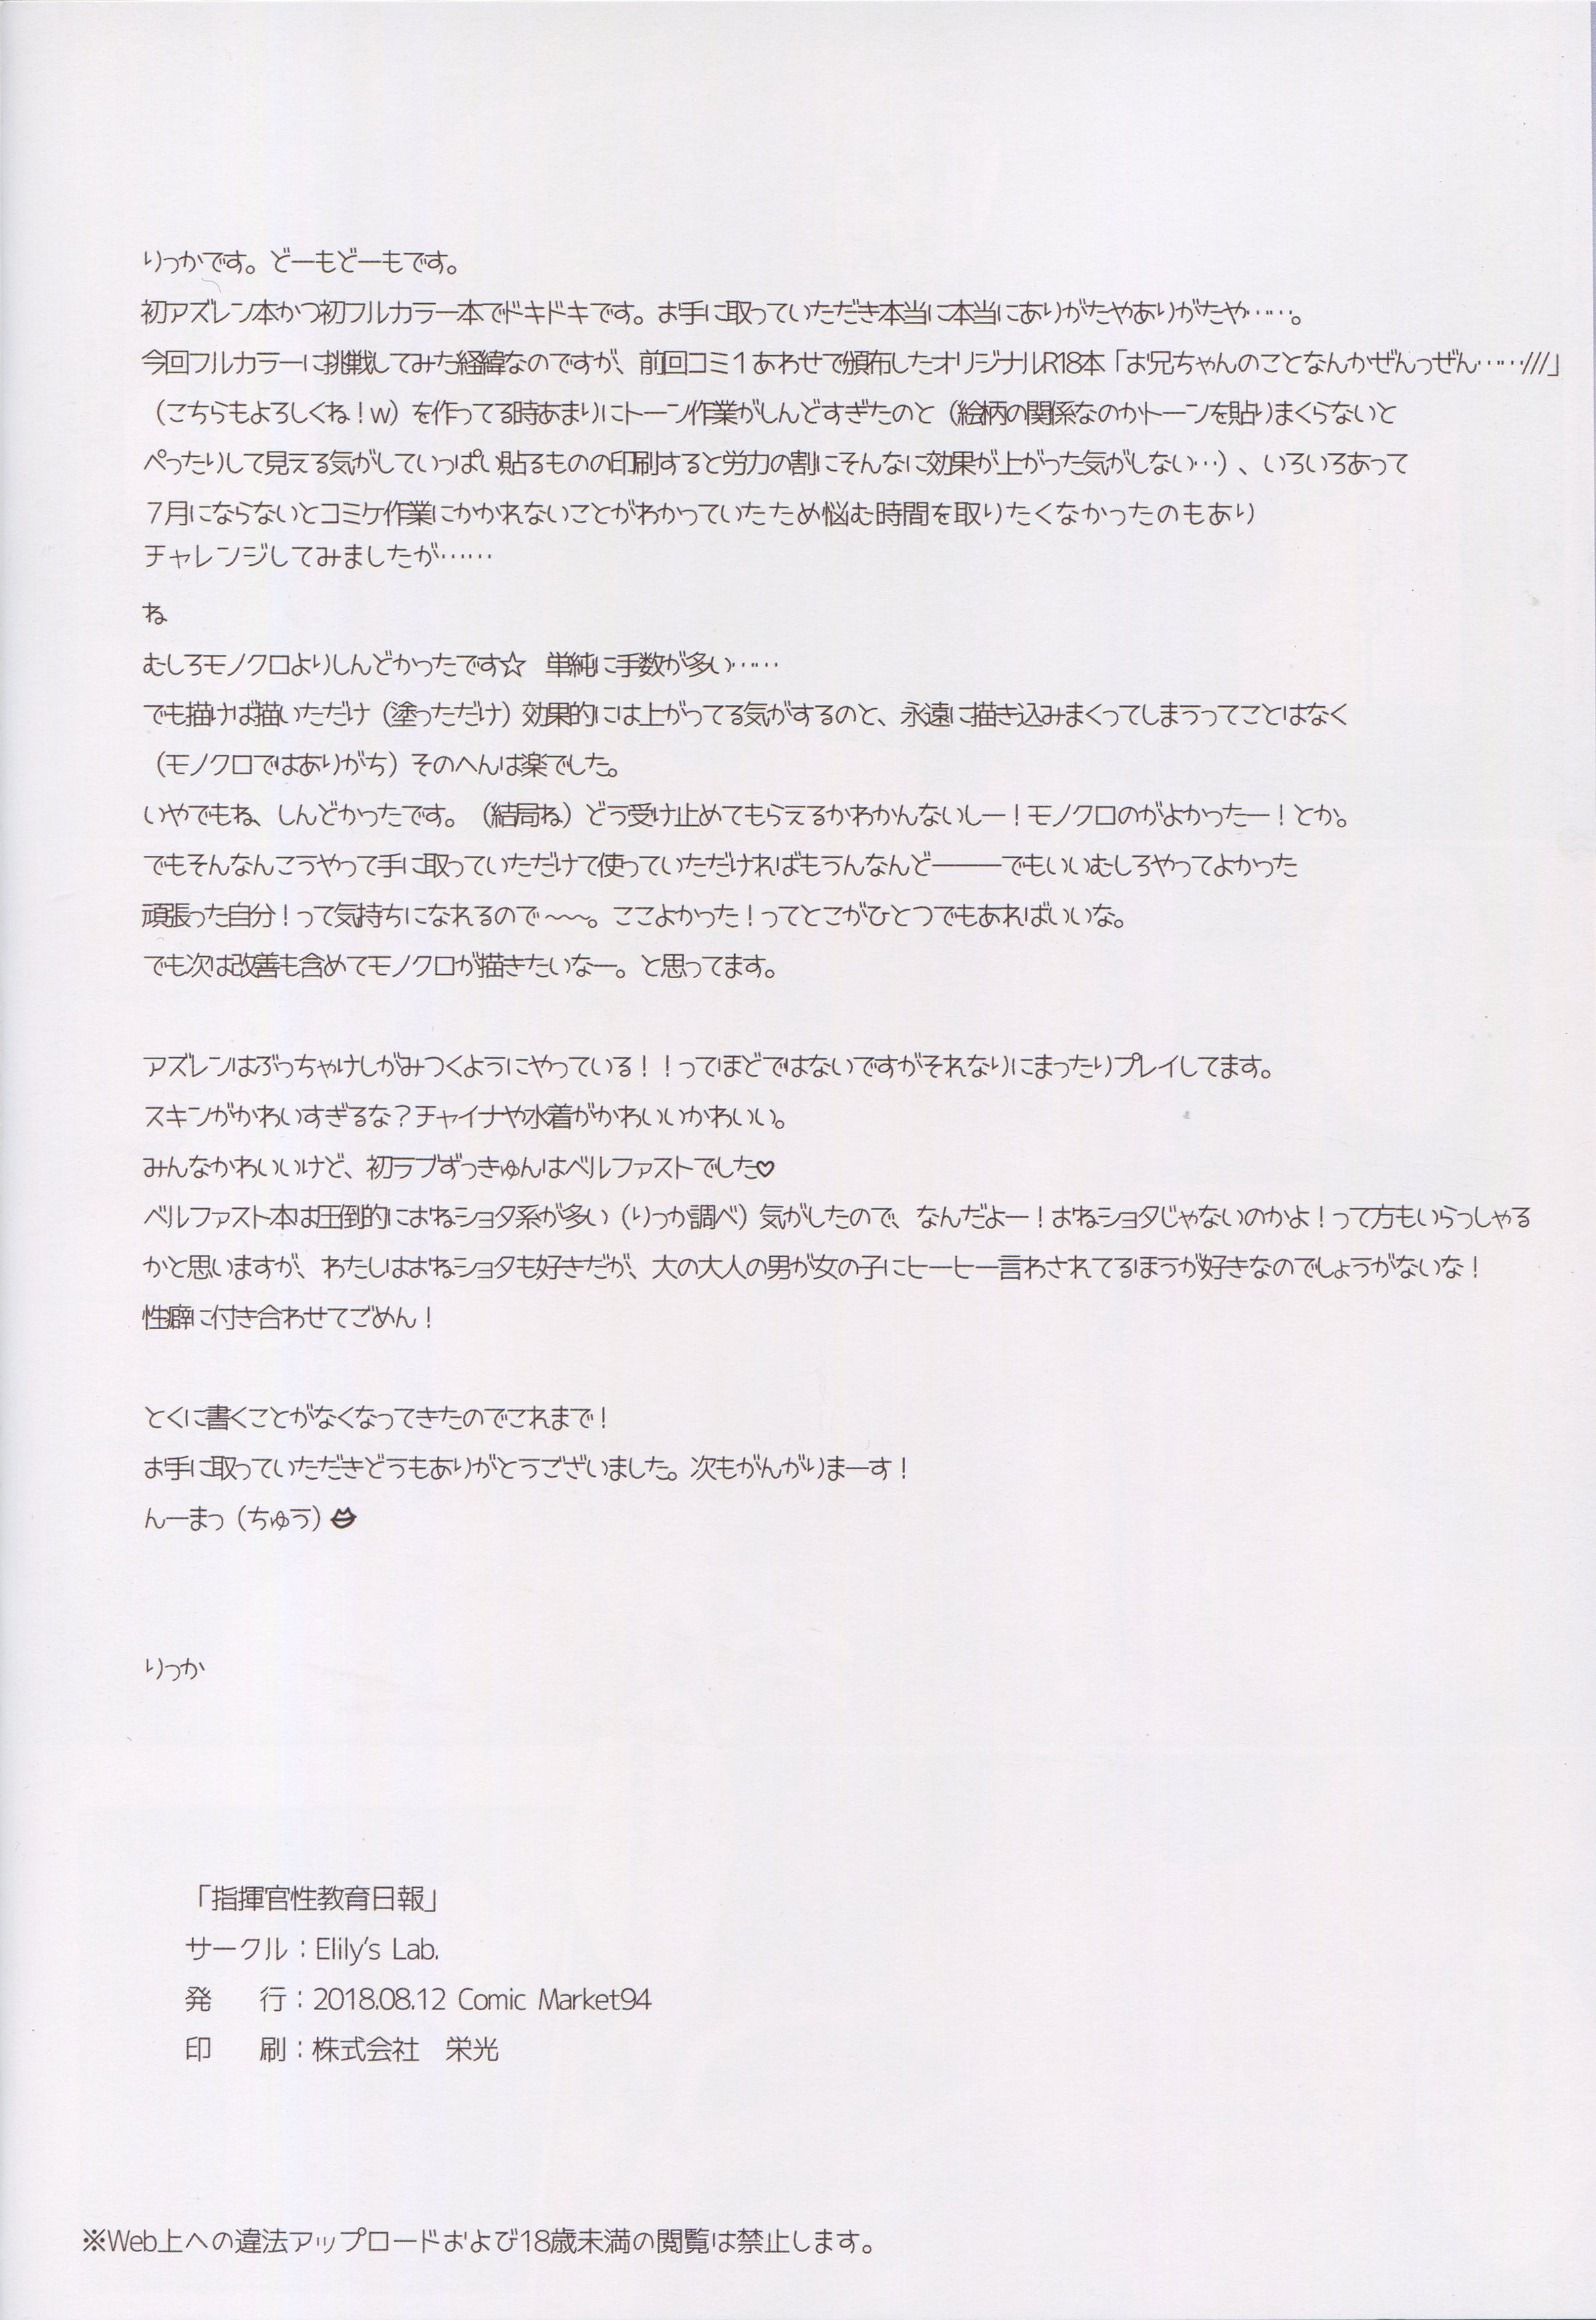 りっかです。どーもどーもです。
初アズレン本かつ初フルカラー本でドキドキです。お手に取っていただき本当に本当にありがたやありがたや……。
今回フルカラーに挑戦してみた経緯なのですが、前回コミ１あわせで頒布したオリジナルR18本「お兄ちゃんのことなんかぜんっぜん……///」
（こちらもよろしくね！w）を作ってる時あまりにトーン作業がしんどすぎたのと（絵柄の関係なのかトーンを貼りまくらないと
ぺったりして見える気がしていっぱい貼るものの印刷すると労力の割にそんなに効果が上がった気がしない…）、いろいろあって
７月にならないとコミケ作業にかかれないことがわかっていたため悩む時間を取りたくなかったのもあり
チャレンジしてみましたが……
ね
むしろモノクロよりしんどかったです☆　単純に手数が多い……
でも描けば描いただけ（塗っただけ）効果的には上がってる気がするのと、永遠に描き込みまくってしまうってことはなく
（モノクロではありがち）そのへんは楽でした。
いやでもね、しんどかったです。（結局ね）どう受け止めてもらえるかわかんないしー！モノクロのがよかったー！とか。
でもそんなんこうやって手に取っていただけて使っていただければもうんなんど―――でもいいむしろやってよかった
頑張った自分！って気持ちになれるので～～。ここよかった！ってとこがひとつでもあればいいな。
でも次は改善も含めてモノクロが描きたいなー。と思ってます。
アズレンはぶっちゃけしがみつくようにやっている！！ってほどではないですがそれなりにまったりプレイしてます。
スキンがかわいすぎるな？チャイナや水着がかわいいかわいい。
みんなかわいいけど、初ラブずっきゅんはベルファストでした♡
ベルファスト本は圧倒的におねショタ系が多い（りっか調べ）気がしたので、なんだよー！おねショタじゃないのかよ！って方もいらっしゃる
かと思いますが、わたしはおねショタも好きだが、大の大人の男が女の子にヒーヒー言わされてるほうが好きなのでしょうがないな！
性癖に付き合わせてごめん！
とくに書くことがなくなってきたのでこれまで！
お手に取っていただきどうもありがとうございました。次もがんがりまーす！
んーまっ（ちゅう）💋
りっか
「指揮官性教育日報」
サークル：Elily's Lab.
発　行：2018.08.12 Comic Market94
印　刷：株式会社　栄光
※Web上への違法アップロードおよび18歳未満の閲覧は禁止します。